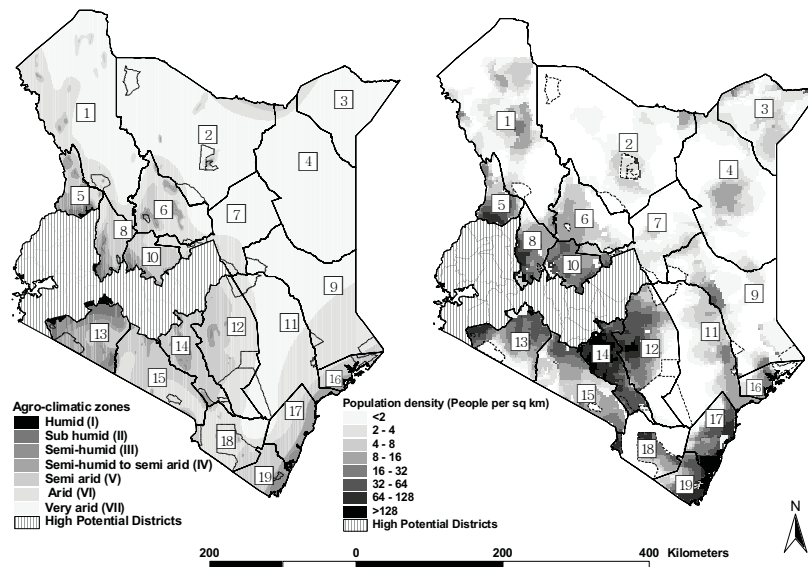 1
2
3
4
5
6
7
8
9
10
11
12
13
14
15
16
17
18
19
Agro-climatic zones
Humid (I)
Sub humid (II)
Semi-humid (III)
Semi-humid to semi arid (IV)
Semi arid (V)
Arid (VI)
Very arid (VII)
High Potential Districts
1
2
3
4
5
6
7
8
9
10
11
12
13
14
15
16
17
18
19
Population density (People per sq km)
<2
2 - 4
4 - 8
8 - 16
16 - 32
32 - 64
64 - 128
>128
High Potential Districts
N
200 0 200 400 Kilometers